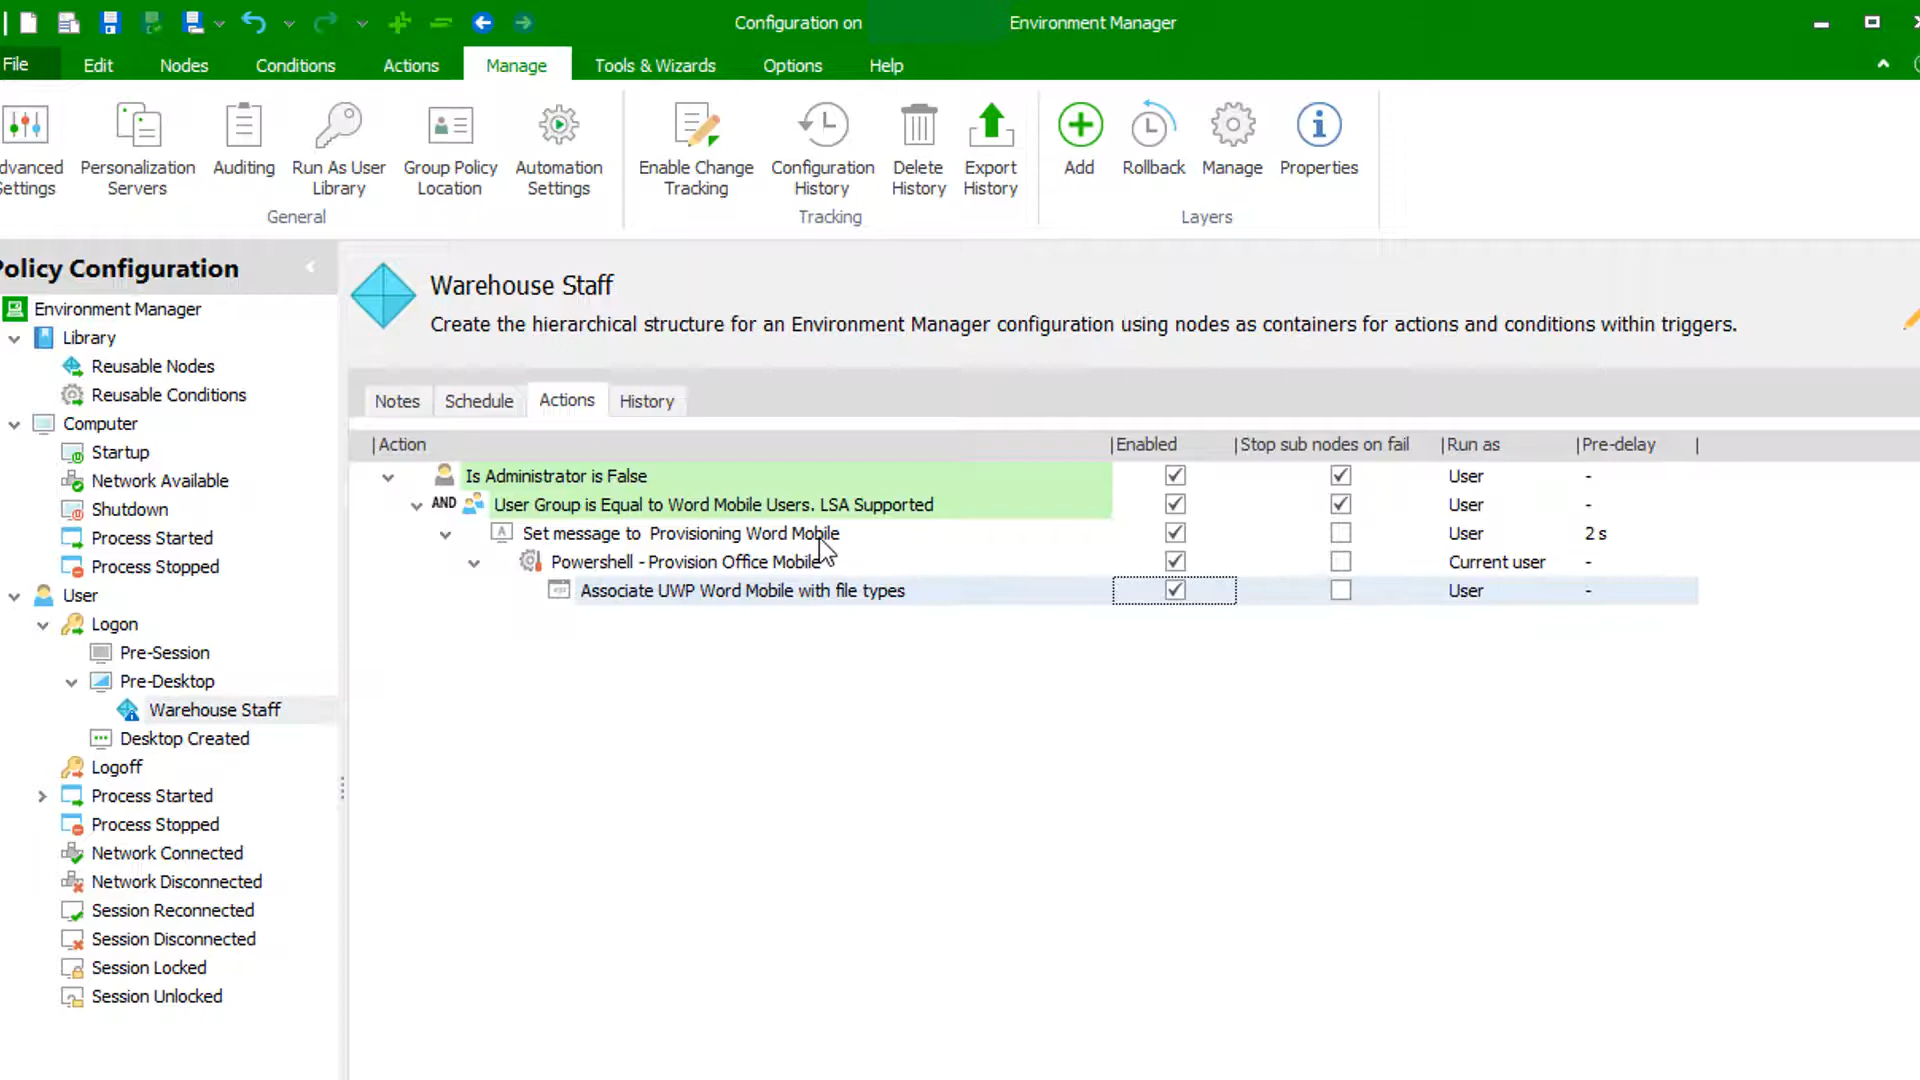 Configuration on Environment Manager
File Edit Nodes Conditions Actions Manage Tools & Wizards Options Help
dvanced Settings
Personalization Servers
Auditing
Run As User Library
Group Policy Location
Automation Settings
Enable Change Tracking
Configuration History
Delete History
Export History
Add
Rollback
Manage
Properties
General
Tracking
Layers
Policy Configuration
Environment Manager
Library
Reusable Nodes
Reusable Conditions
Computer
Startup
Network Available
Shutdown
Process Started
Process Stopped
User
Logon
Pre-Session
Pre-Desktop
Warehouse Staff
Desktop Created
Logoff
Process Started
Process Stopped
Network Connected
Network Disconnected
Session Reconnected
Session Disconnected
Session Locked
Session Unlocked
Warehouse Staff
Create the hierarchical structure for an Environment Manager configuration using nodes as containers for actions and conditions within triggers.
Notes Schedule Actions History
Action Enabled Stop sub nodes on fail Run as Pre-delay
Is Administrator is False User -
AND User Group is Equal to Word Mobile Users. LSA Supported User -
Set message to Provisioning Word Mobile User 2 s
Powershell - Provision Office Mobile Current user -
Associate UWP Word Mobile with file types User -